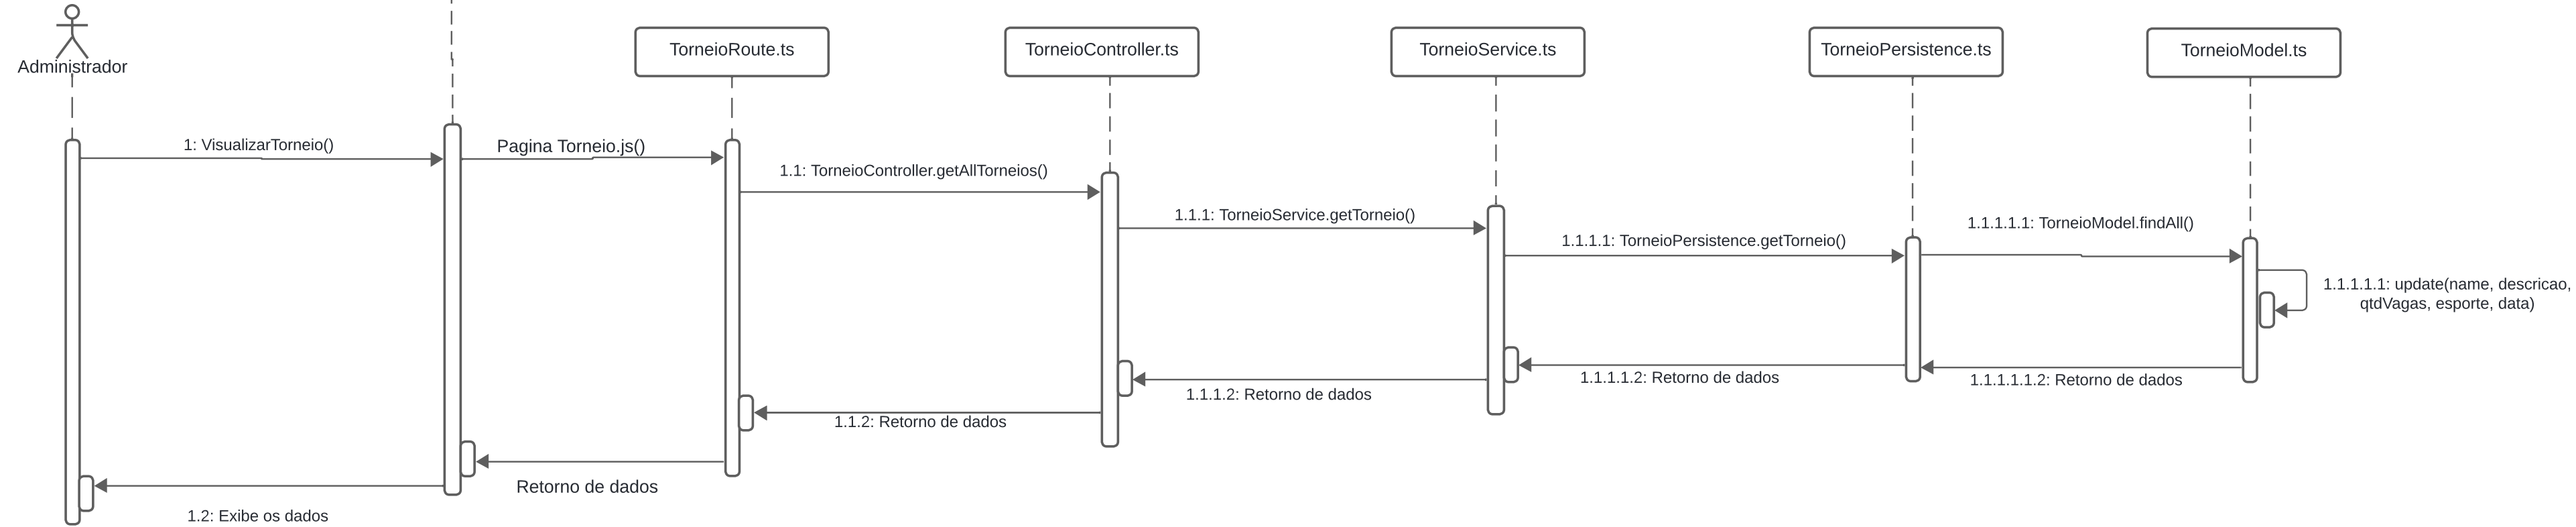 Administrador
TorneioRoute.ts
TorneioController.ts
TorneioService.ts
TorneioPersistence.ts
TorneioModel.ts
1: VisualizarTorneio()
Pagina Torneio.js()
1.1: TorneioController.getAllTorneios()
1.1.1: TorneioService.getTorneio()
1.1.1.1: TorneioPersistence.getTorneio()
1.1.1.1.1: TorneioModel.findAll()
1.1.1.1.1: update(name, descricao,
qtdVagas, esporte, data)
1.1.1.1.1.2: Retorno de dados
1.1.1.1.2: Retorno de dados
1.1.1.2: Retorno de dados
1.1.2: Retorno de dados
Retorno de dados
1.2: Exibe os dados